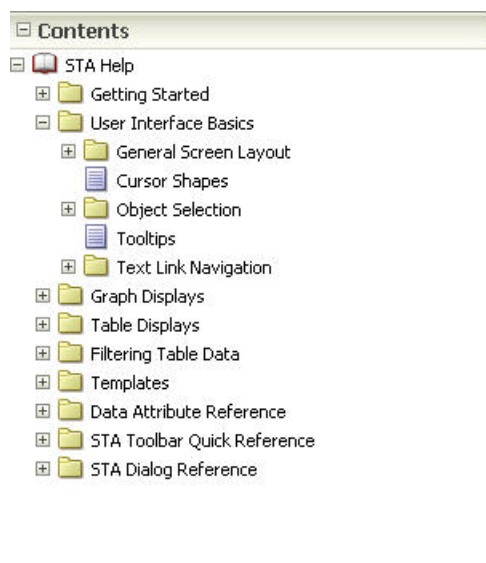 Contents
STA Help
Getting Started
User Interface Basics
General Screen Layout
Cursor Shapes
Object Selection
Tooltips
Text Link Navigation
Graph Displays
Table Displays
Filtering Table Data
Templates
Data Attribute Reference
STA Toolbar Quick Reference
STA Dialog Reference